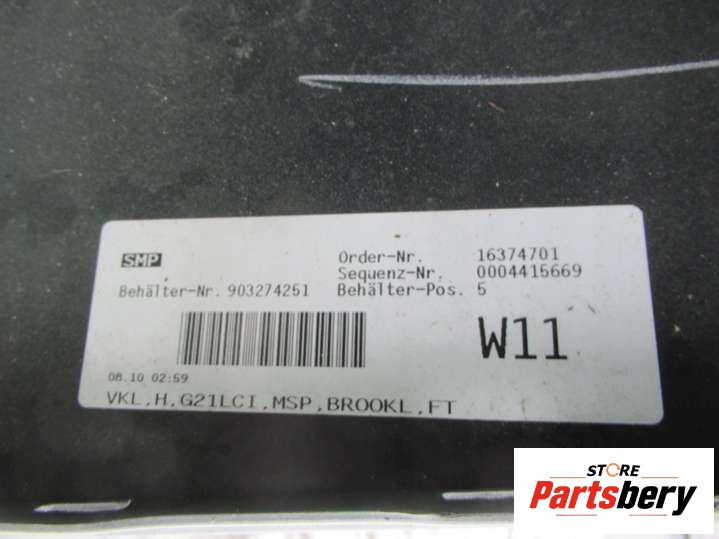 SMP
Order-Nr. 16374701
Sequenz-Nr. 0004415669
Behälter-Nr. 903274251 Behälter-Pos. 5
W11
08.10 02:59
VKL,H,G21LCI,MSP,BROOKL,FT
STORE
Partsbery